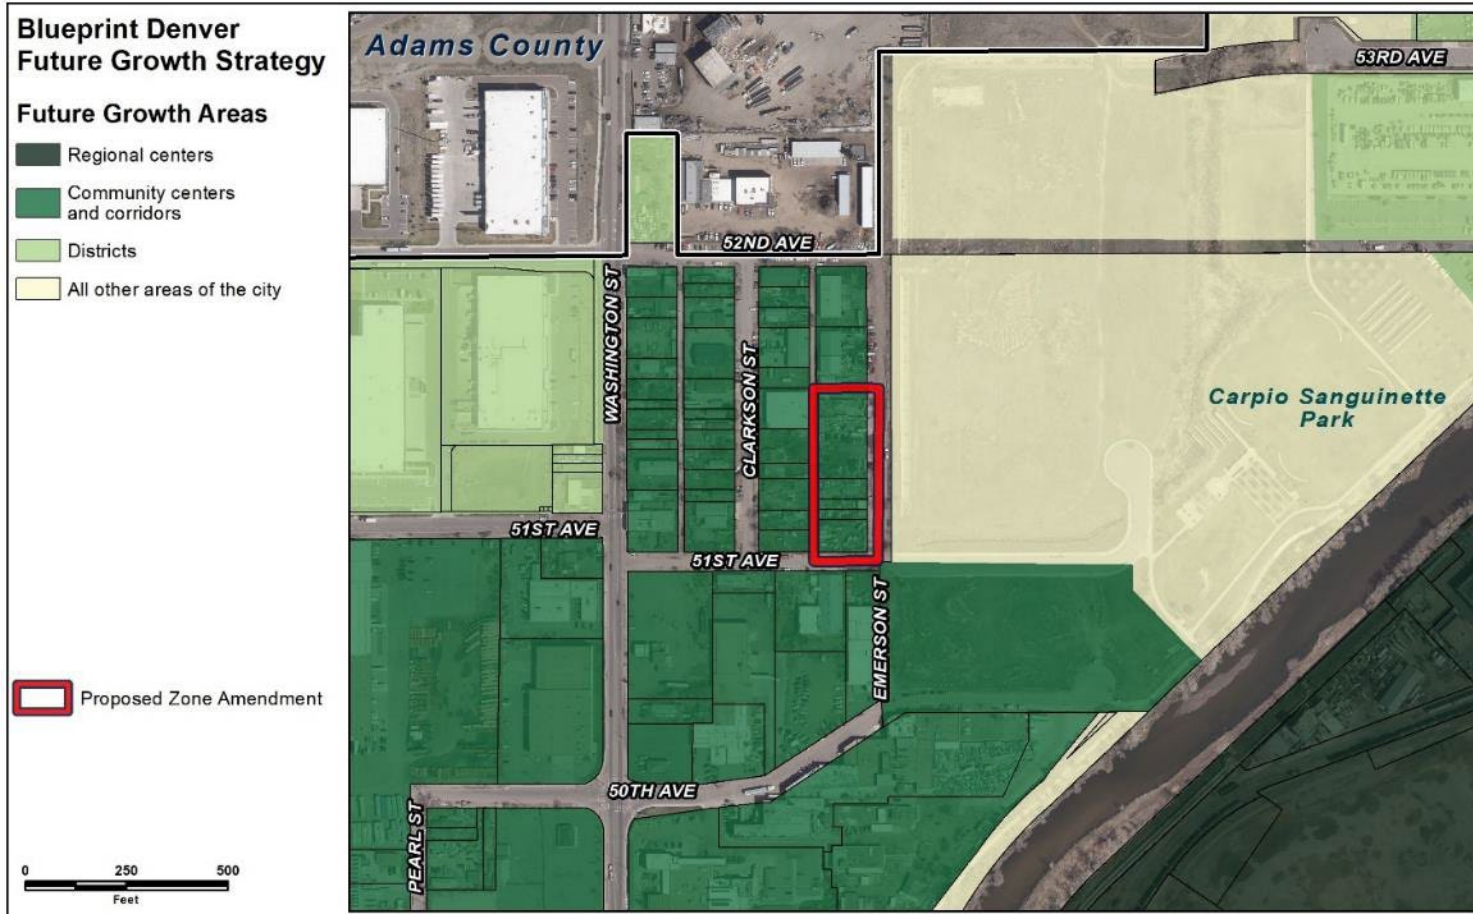 Blueprint Denver
Future Growth Strategy
Future Growth Areas
Regional centers
Community centers
and corridors
Districts
All other areas of the city
Proposed Zone Amendment
0 250 500
Feet
Adams County
53RD AVE
52ND AVE
WASHINGTON ST
CLARKSON ST
Carpio Sanguinette
Park
51ST AVE
51ST AVE
EMERSON ST
50TH AVE
PEARL ST